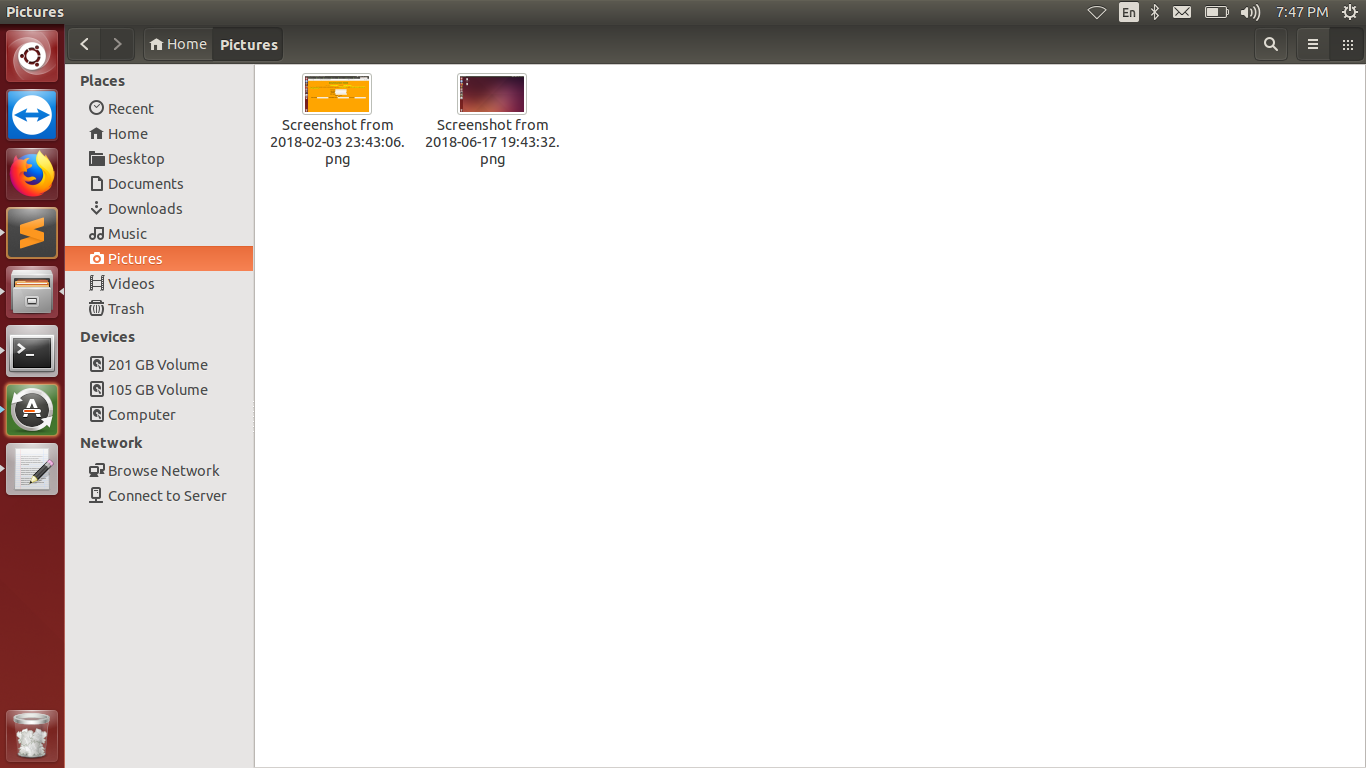 Pictures
En
7:47 PM
Home
Pictures
Places
Recent
Home
Desktop
Documents
Downloads
Music
Pictures
Videos
Trash
Devices
201 GB Volume
105 GB Volume
Computer
Network
Browse Network
Connect to Server
Screenshot from
2018-02-03 23:43:06.
png
Screenshot from
2018-06-17 19:43:32.
png